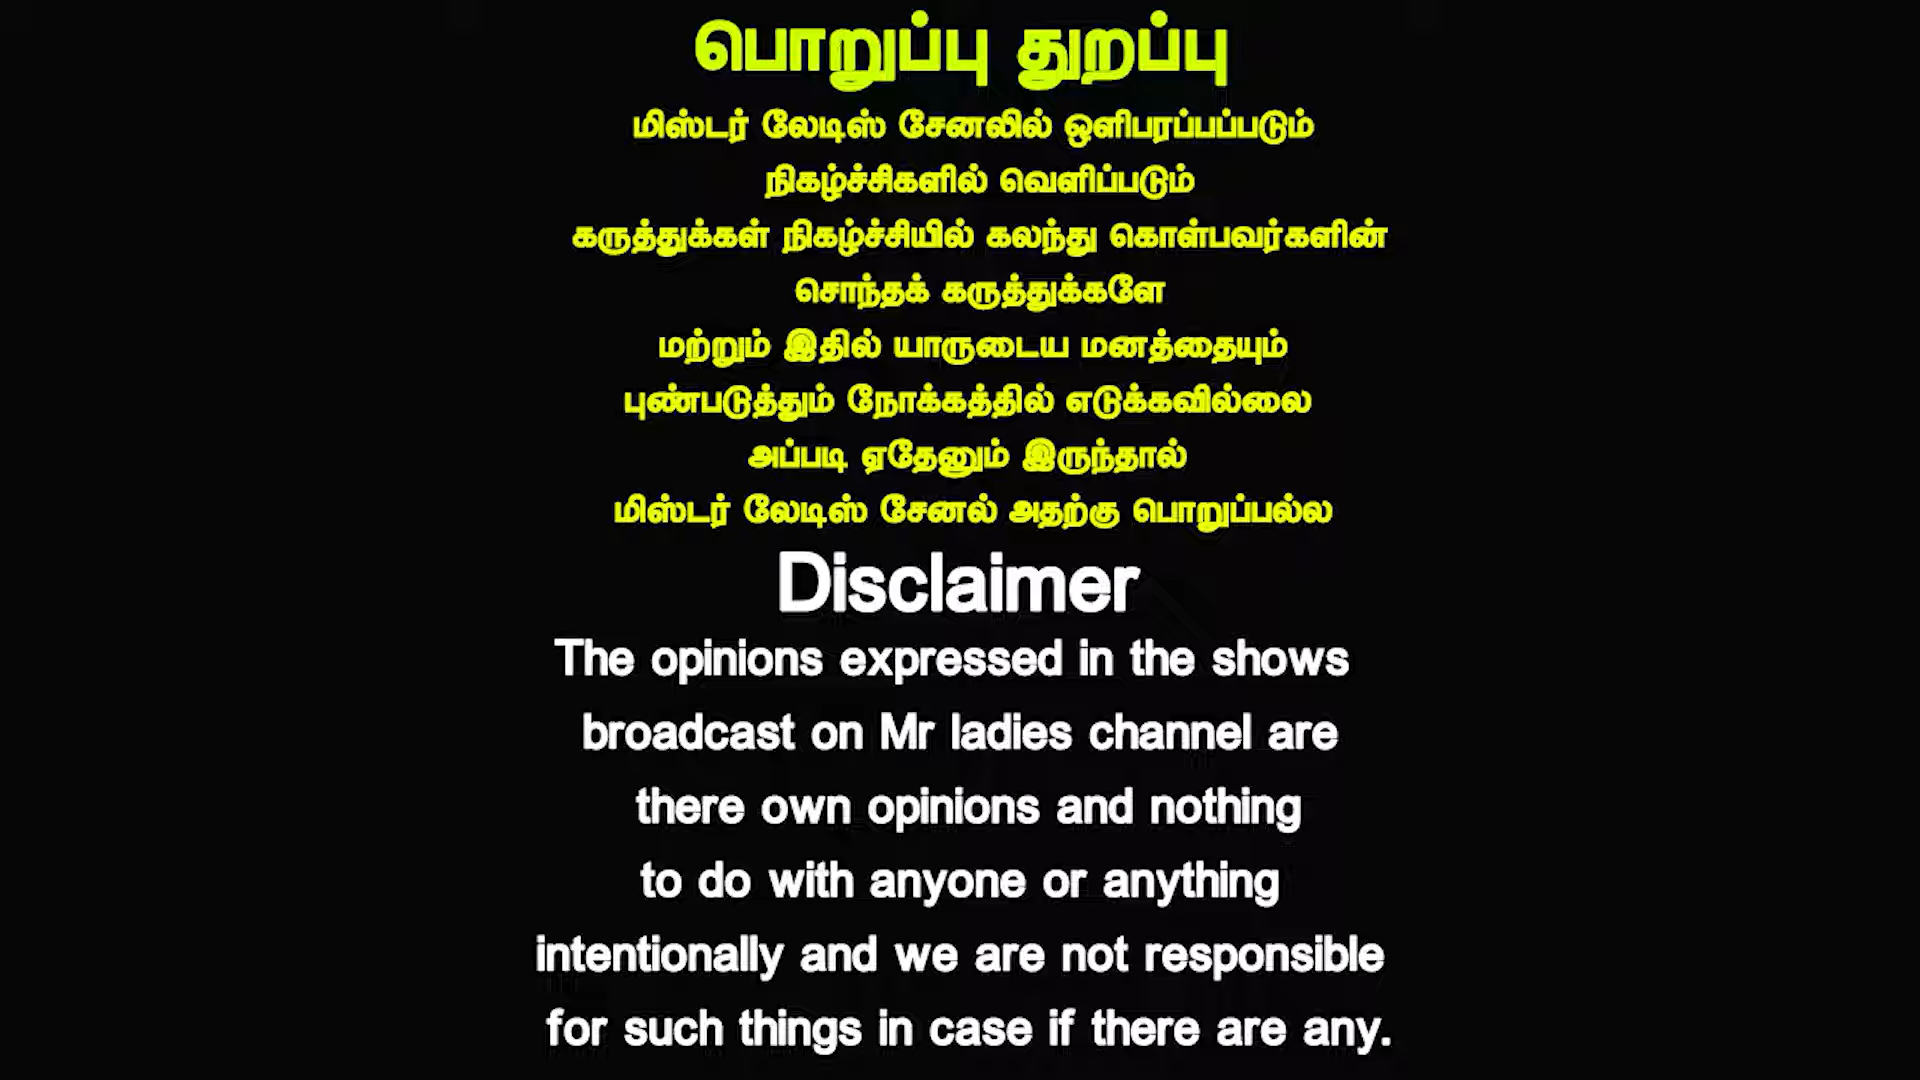 பொறுப்பு துறப்பு
மிஸ்டர் லேடிஸ் சேனலில் ஒளிபரப்பப்படும்
நிகழ்ச்சிகளில் வெளிப்படும்
கருத்துக்கள் நிகழ்ச்சியில் கலந்து கொள்பவர்களின்
சொந்தக் கருத்துக்களே
மற்றும் இதில் யாருடைய மனத்தையும்
புண்படுத்தும் நோக்கத்தில் எடுக்கவில்லை
அப்படி ஏதேனும் இருந்தால்
மிஸ்டர் லேடிஸ் சேனல் அதற்கு பொறுப்பல்ல
Disclaimer
The opinions expressed in the shows
broadcast on Mr ladies channel are
there own opinions and nothing
to do with anyone or anything
intentionally and we are not responsible
for such things in case if there are any.